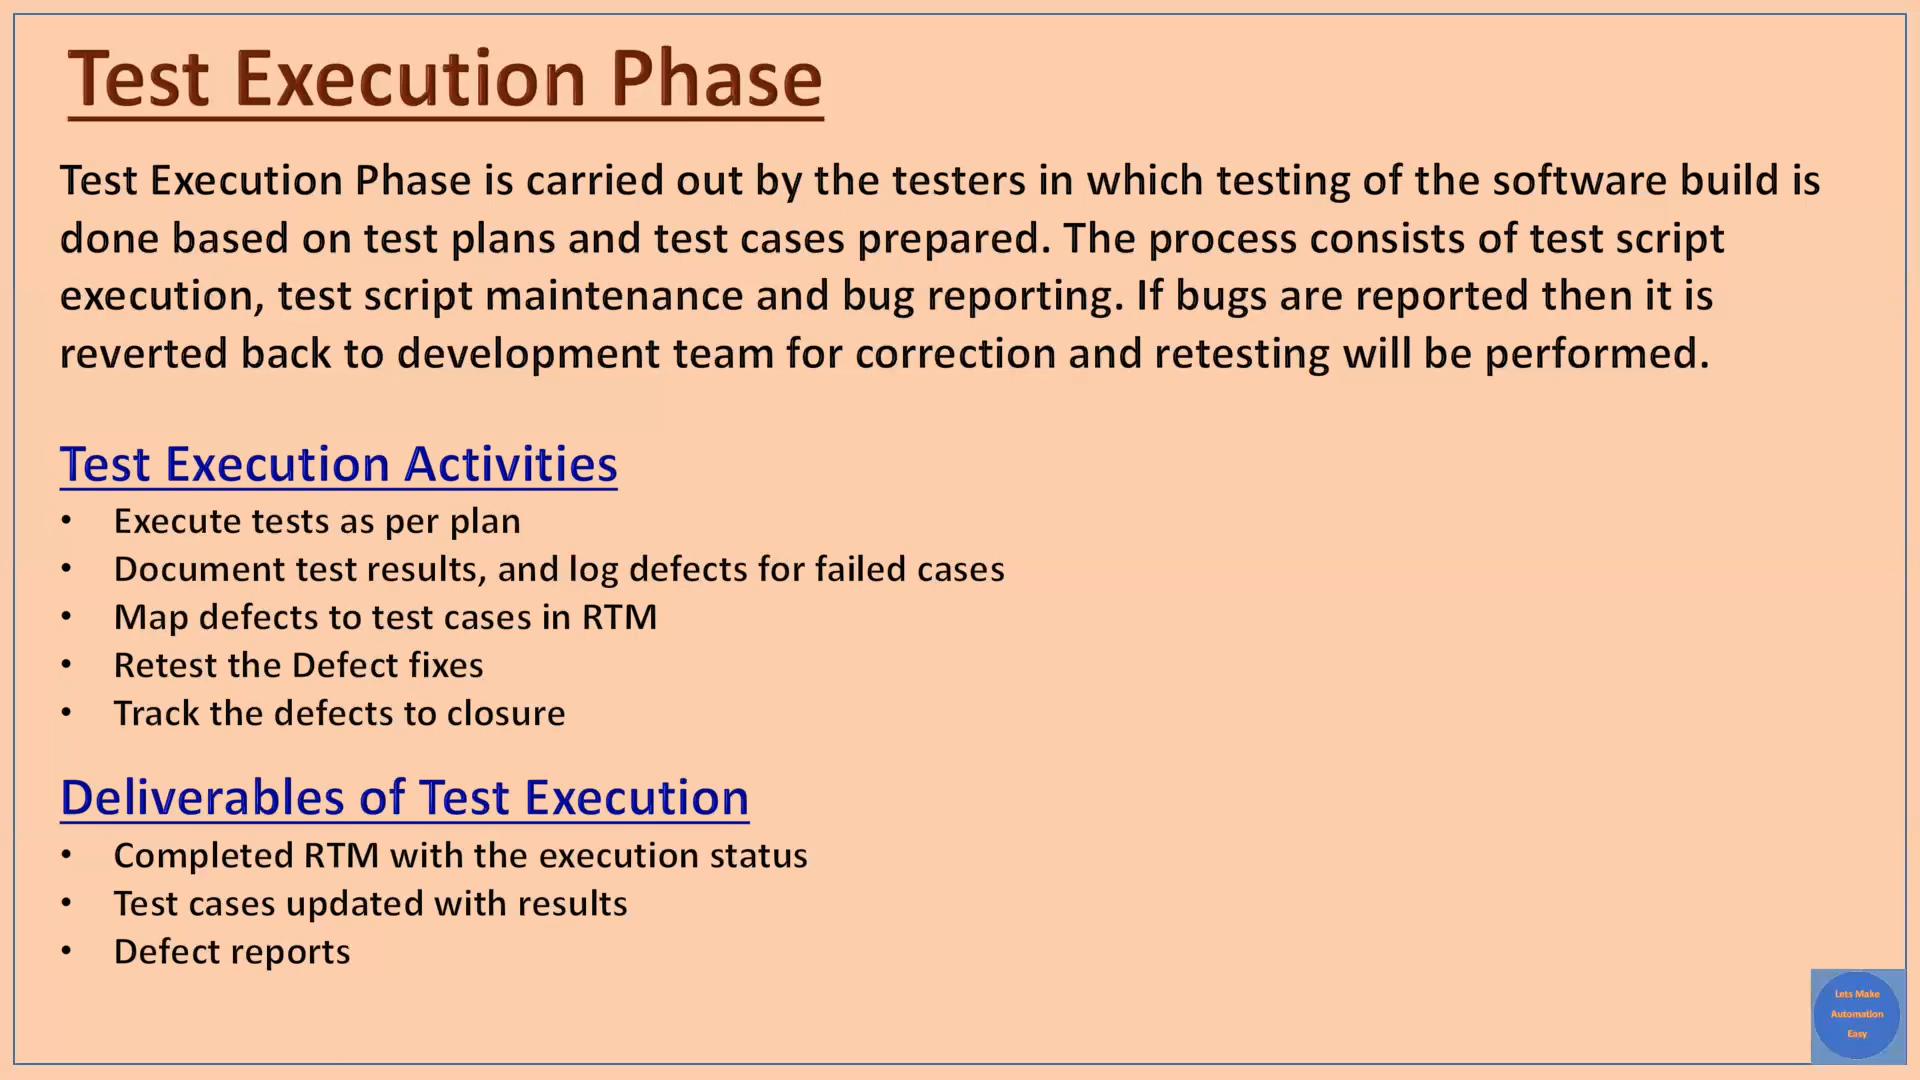 Test Execution Phase
Test Execution Phase is carried out by the testers in which testing of the software build is
done based on test plans and test cases prepared. The process consists of test script
execution, test script maintenance and bug reporting. If bugs are reported then it is
reverted back to development team for correction and retesting will be performed.
Test Execution Activities
• Execute tests as per plan
• Document test results, and log defects for failed cases
• Map defects to test cases in RTM
• Retest the Defect fixes
• Track the defects to closure
Deliverables of Test Execution
• Completed RTM with the execution status
• Test cases updated with results
• Defect reports
Lets Make
Automation
Easy